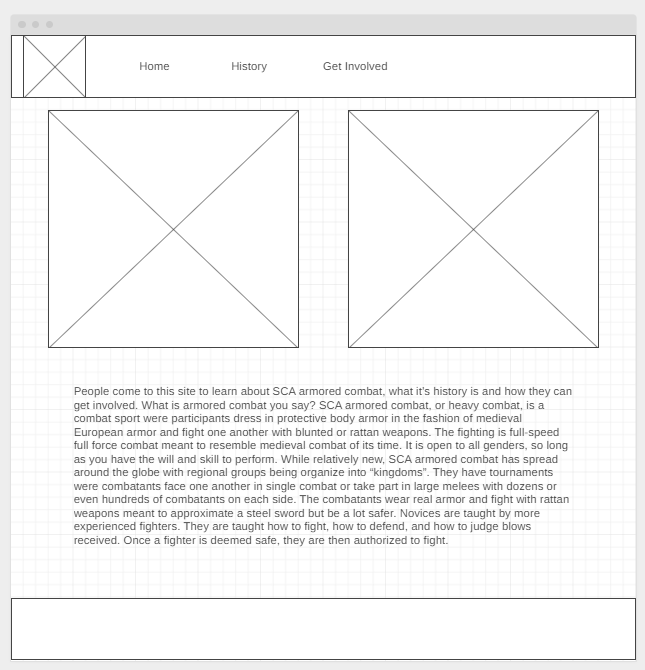 Home History Get Involved
People come to this site to learn about SCA armored combat, what it's history is and how they can
get involved. What is armored combat you say? SCA armored combat, or heavy combat, is a
combat sport were participants dress in protective body armor in the fashion of medieval
European armor and fight one another with blunted or rattan weapons. The fighting is full-speed
full force combat meant to resemble medieval combat of its time. It is open to all genders, so long
as you have the will and skill to perform. While relatively new, SCA armored combat has spread
around the globe with regional groups being organize into “kingdoms”. They have tournaments
were combatants face one another in single combat or take part in large melees with dozens or
even hundreds of combatants on each side. The combatants wear real armor and fight with rattan
weapons meant to approximate a steel sword but be a lot safer. Novices are taught by more
experienced fighters. They are taught how to fight, how to defend, and how to judge blows
received. Once a fighter is deemed safe, they are then authorized to fight.